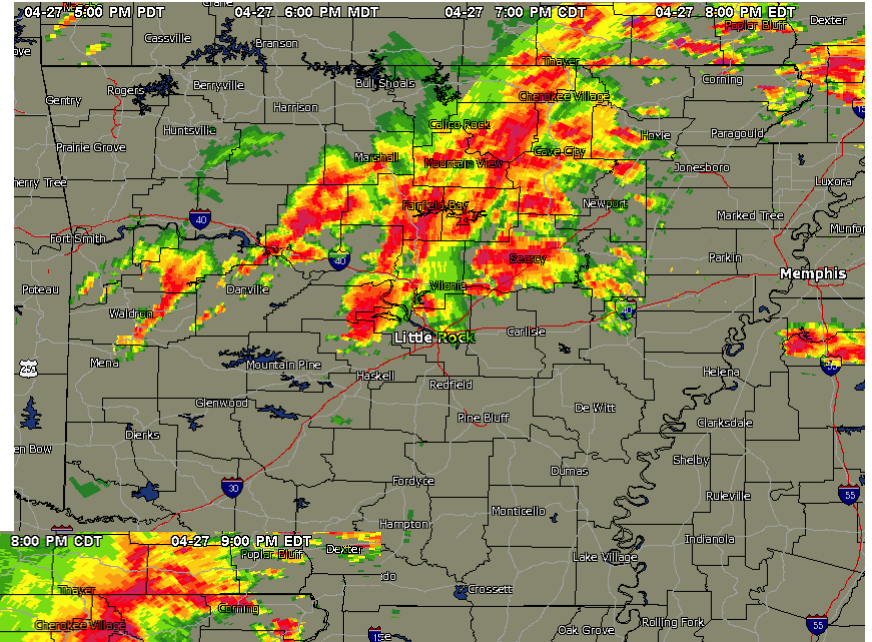 04-27 5:00 PM PDT 04-27 6:00 PM MDT 04-27 7:00 PM CDT 04-27 8:00 PM EDT
Cassville Branson Poplar Bluff Dexter
Thayer
Bull Shoals Corning
Gentry Rogers Berryville Cherokee Village
Harrison
Huntsville Calico Rock Hoxie Paragould
Prairie Grove Marshall Mountain View Cave City
Jonesboro
Luxora
Fairfield Bay Newport
40 Marked Tree
Fort Smith
40 Searcy Parkin
Memphis
Poteau Danville Vilonia
Waldron 40
Little Rock Carlisle
Mena Mountain Pine 55
259 Haskell Redfield Helena
Glenwood Pine Bluff De Witt
Clarksdale
Dierks
Dumas Shelby
30 Fordyce 55
Ruleville
Hampton Monticello
8:00 PM CDT 04-27 9:00 PM EDT Indianola
Poplar Bluff Dexter Lake Village
Thayer Crossett
Cherokee Village Corning Rolling Fork 55
Oak Grove